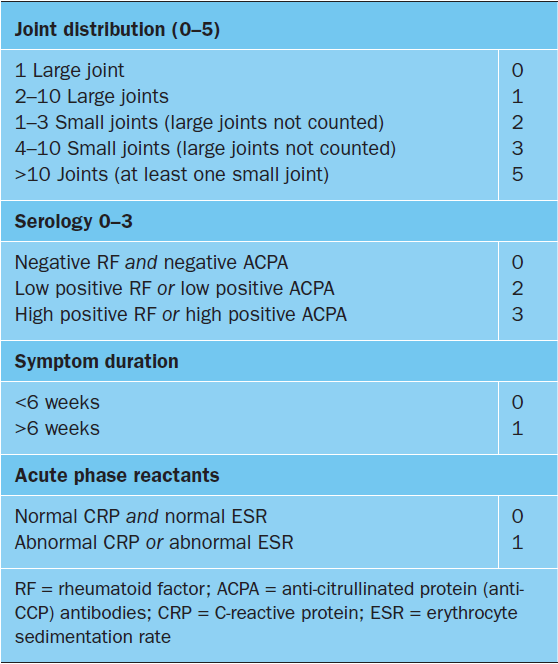 Joint distribution (0–5)
1 Large joint 0
2–10 Large joints 1
1–3 Small joints (large joints not counted) 2
4–10 Small joints (large joints not counted) 3
>10 Joints (at least one small joint) 5
Serology 0–3
Negative RF and negative ACPA 0
Low positive RF or low positive ACPA 2
High positive RF or high positive ACPA 3
Symptom duration
<6 weeks 0
>6 weeks 1
Acute phase reactants
Normal CRP and normal ESR 0
Abnormal CRP or abnormal ESR 1
RF = rheumatoid factor; ACPA = anti-citrullinated protein (anti-
CCP) antibodies; CRP = C-reactive protein; ESR = erythrocyte
sedimentation rate